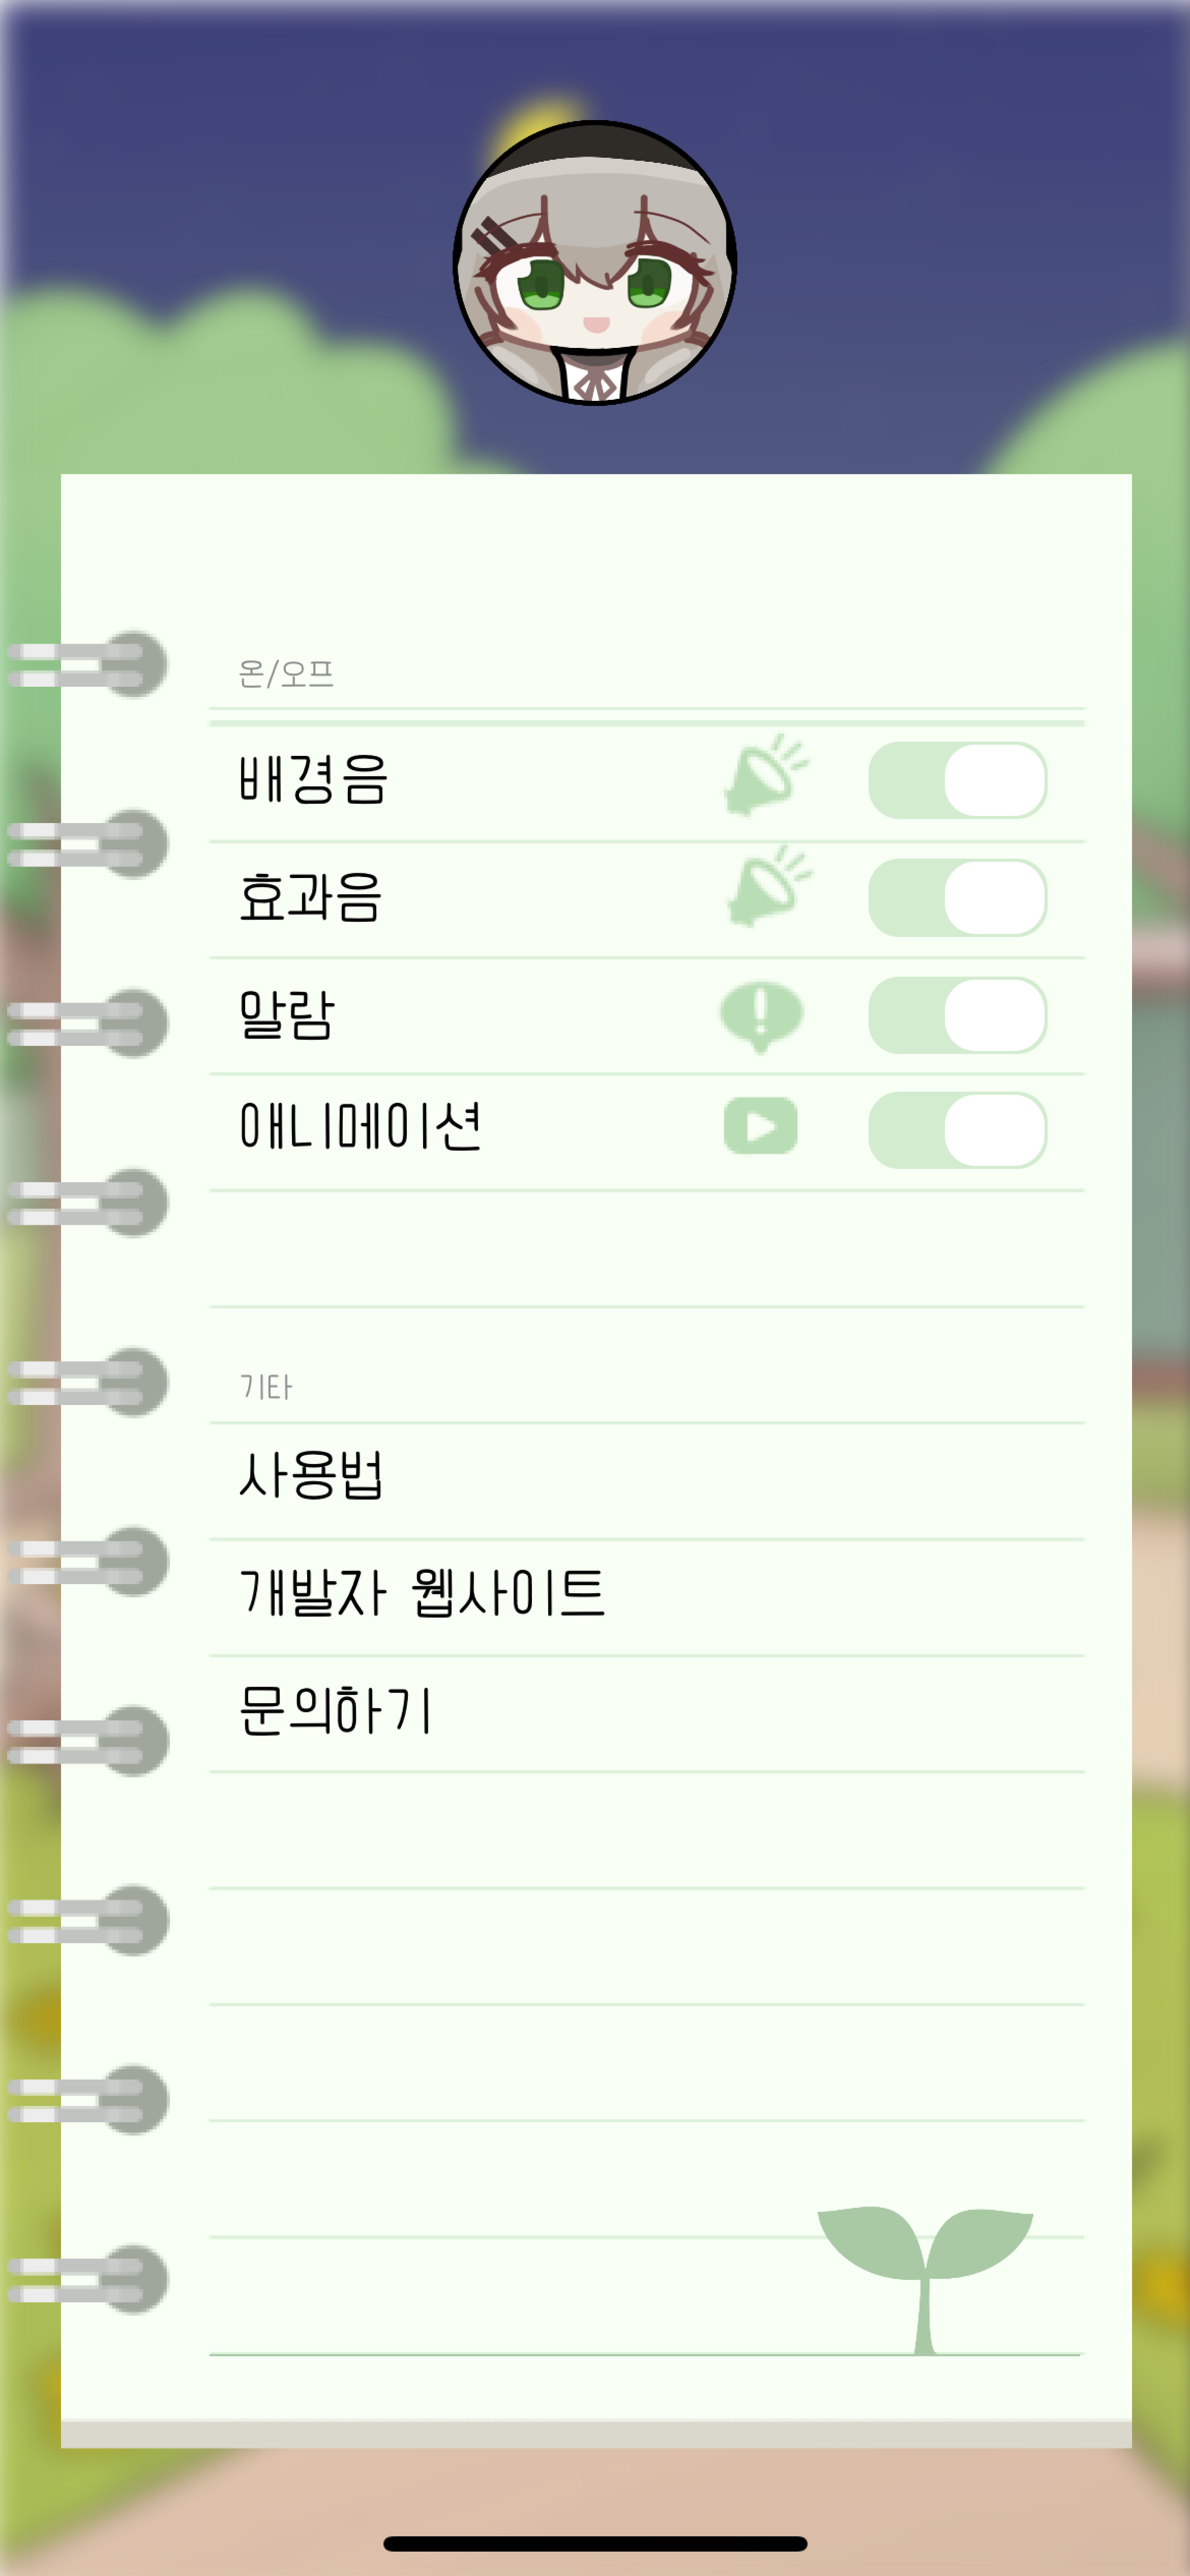 온/오프
배경음
효과음
알람
애니메이션
기타
사용법
개발자 웹사이트
문의하기